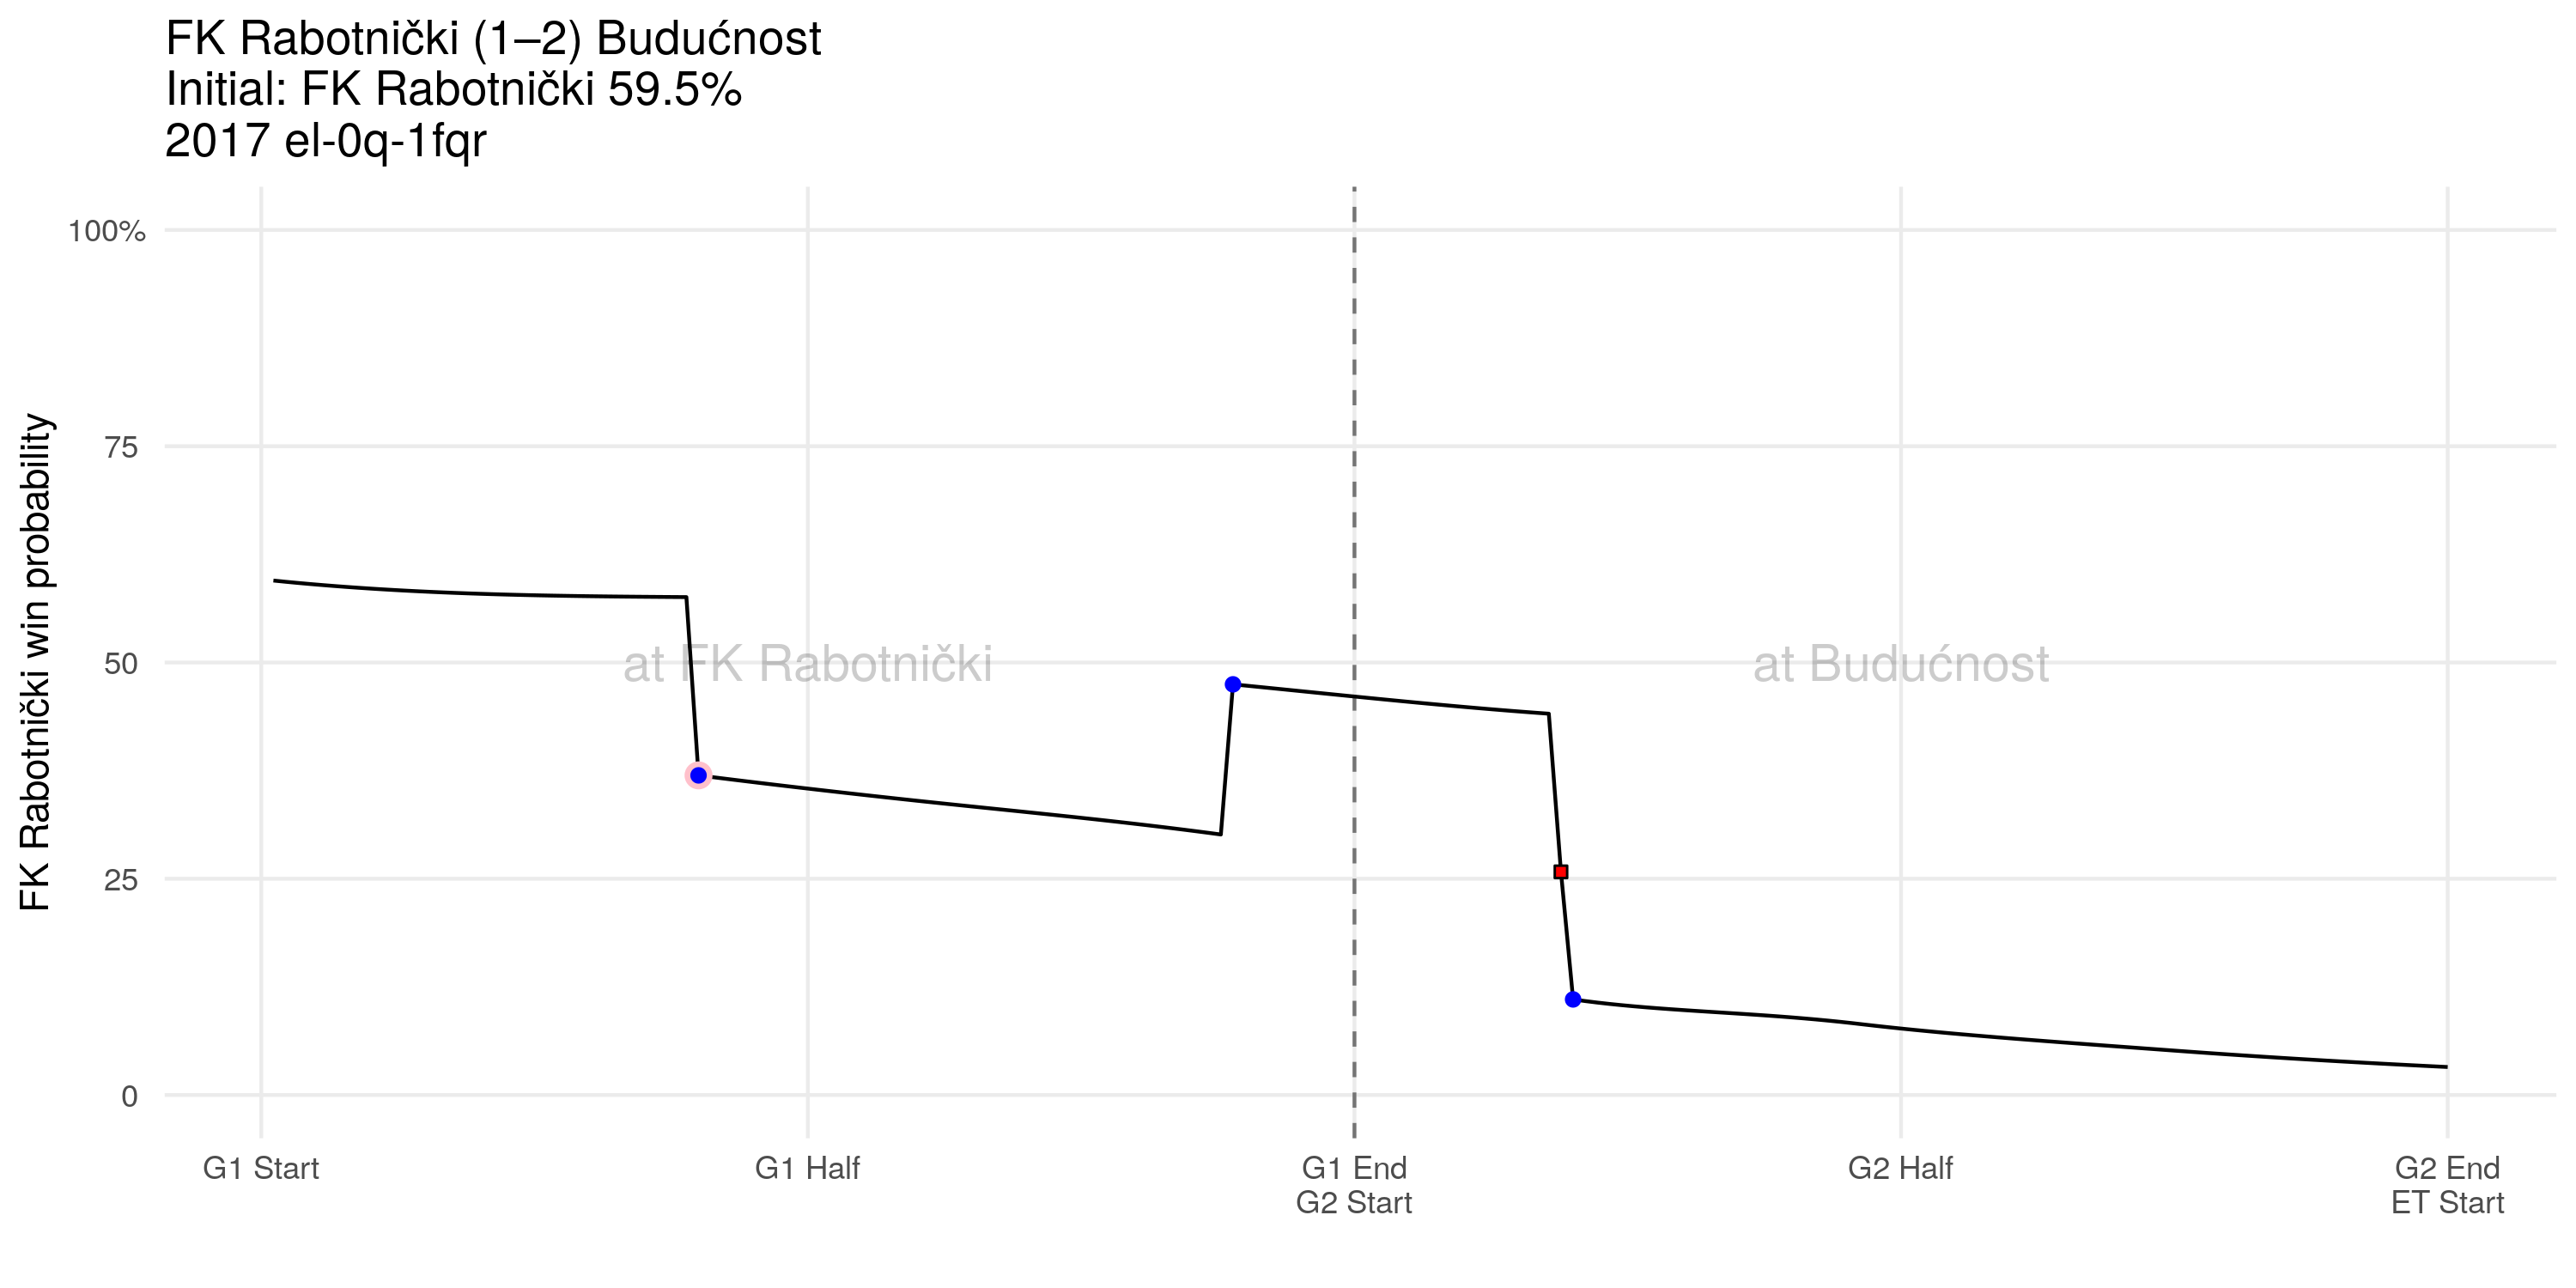 FK Rabotnički (1–2) Budućnost
Initial: FK Rabotnički 59.5%
2017 el-0q-1fqr
FK Rabotnički win probability
100%
75
50
25
0
at FK Rabotnički
at Budućnost
G1 Start
G1 Half
G1 End
G2 Start
G2 Half
G2 End
ET Start